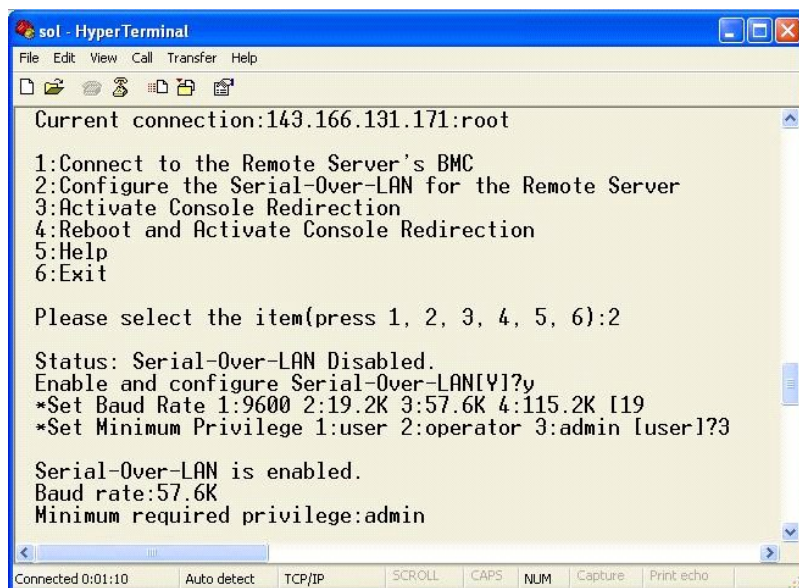 sol - HyperTerminal
File Edit View Call Transfer Help
Current connection:143.166.131.171:root
1:Connect to the Remote Server's BMC
2:Configure the Serial-Over-LAN for the Remote Server
3:Activate Console Redirection
4:Reboot and Activate Console Redirection
5:Help
6:Exit
Please select the item(press 1, 2, 3, 4, 5, 6):2
Status: Serial-Over-LAN Disabled.
Enable and configure Serial-Over-LAN[Y]?y
*Set Baud Rate 1:9600 2:19.2K 3:57.6K 4:115.2K [19
*Set Minimum Privilege 1:user 2:operator 3:admin [user]?3
Serial-Over-LAN is enabled.
Baud rate:57.6K
Minimum required privilege:admin
Connected 0:01:10 Auto detect TCP/IP SCROLL CAPS NUM Capture Print echo